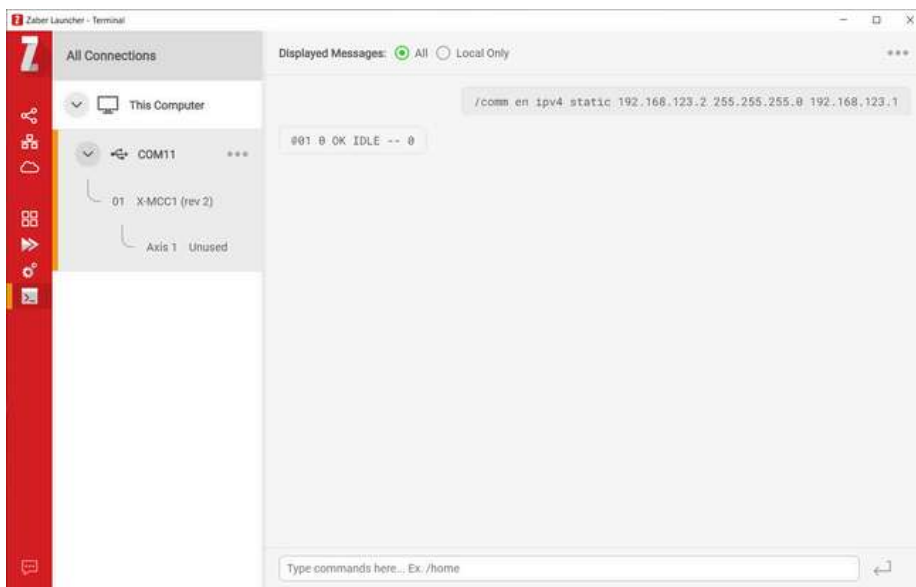 Zaber Launcher - Terminal
All Connections
Displayed Messages: All Local Only
This Computer
/comm en ipv4 static 192.168.123.2 255.255.255.0 192.168.123.1
@01 0 OK IDLE -- 0
COM11
01 X-MCC1 (rev 2)
Axis 1 Unused
Type commands here... Ex. /home